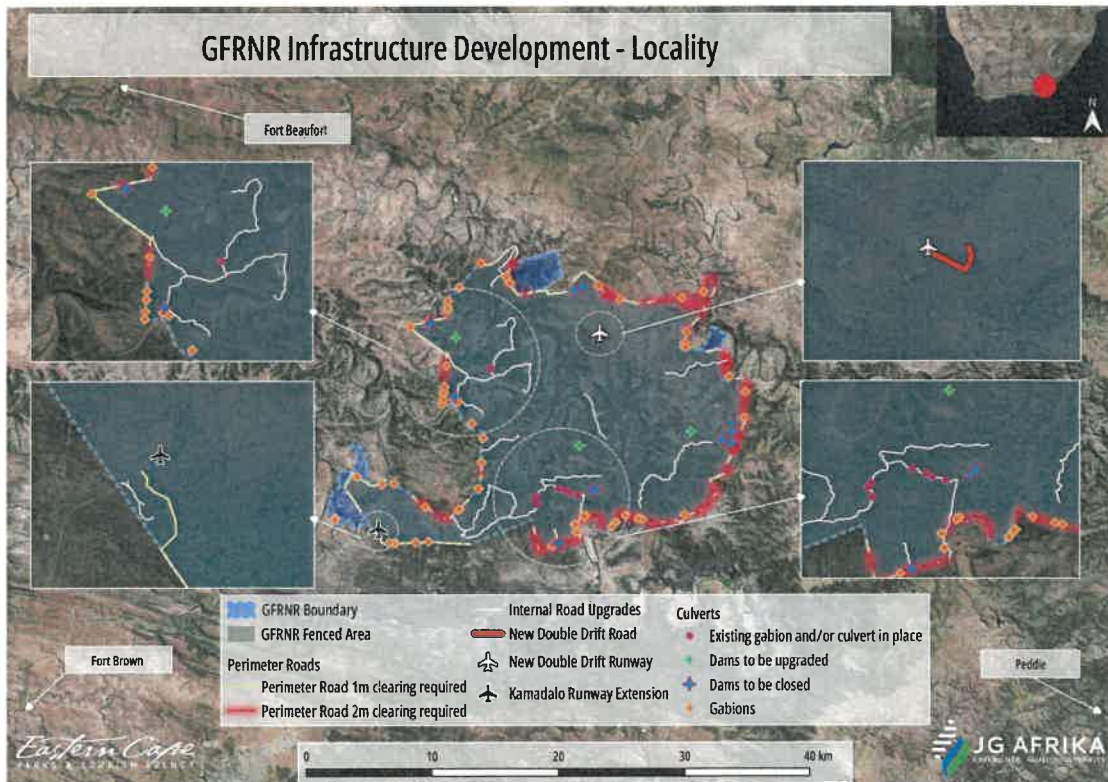 GFRNR Infrastructure Development - Locality
N
Fort Beaufort
GFRNR Boundary
GFRNR Fenced Area
Perimeter Roads
Perimeter Road 1m clearing required
Perimeter Road 2m clearing required
Internal Road Upgrades
New Double Drift Road
New Double Drift Runway
Kamadalo Runway Extension
Culverts
Existing gabion and/or culvert in place
Dams to be upgraded
Dams to be closed
Gabions
Fort Brown
Peddie
Eastern Cape
PARKS & TOURISM AGENCY
0 10 20 30 40 km
JG AFRIKA